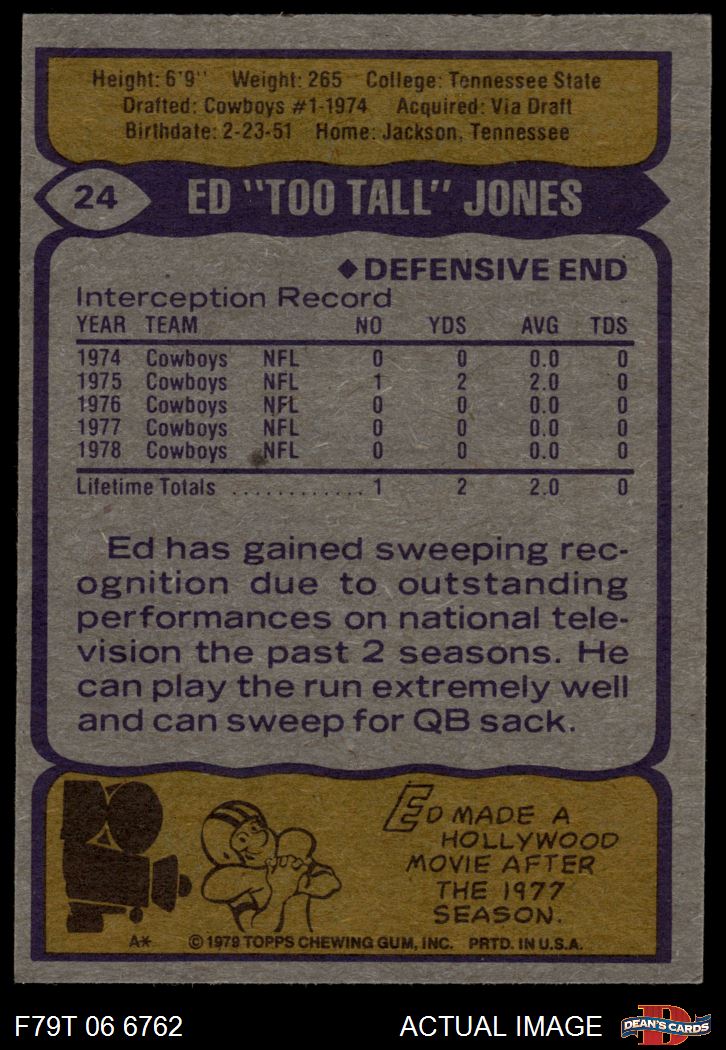 Height: 6'9" Weight: 265 College: Tennessee State
Drafted: Cowboys #1-1974 Acquired: Via Draft
Birthdate: 2-23-51 Home: Jackson, Tennessee
24 ED "TOO TALL" JONES
◆ DEFENSIVE END
Interception Record
YEAR TEAM NO YDS AVG TDS
1974 Cowboys NFL 0 0 0.0 0
1975 Cowboys NFL 1 2 2.0 0
1976 Cowboys NFL 0 0 0.0 0
1977 Cowboys NFL 0 0 0.0 0
1978 Cowboys NFL 0 0 0.0 0
Lifetime Totals ............ 1 2 2.0 0
Ed has gained sweeping rec-
ognition due to outstanding
performances on national tele-
vision the past 2 seasons. He
can play the run extremely well
and can sweep for QB sack.
ED MADE A
HOLLYWOOD
MOVIE AFTER
THE 1977
SEASON.
A* © 1979 TOPPS CHEWING GUM, INC. PRTD. IN U.S.A.
F79T 06 6762 ACTUAL IMAGE D DEAN'S CARDS